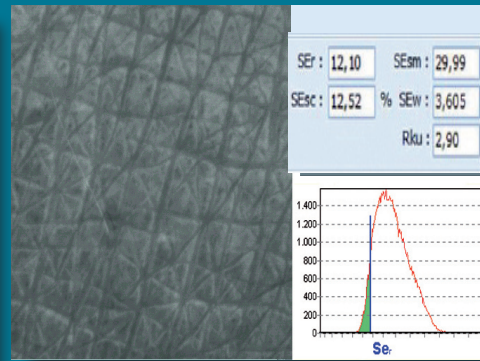 SEr : 12,10 SEsm : 29,99
SEsc : 12,52 % SEw : 3,605
Rku : 2,90
1.400
1.200
1.000
800
600
400
200
0
Ser